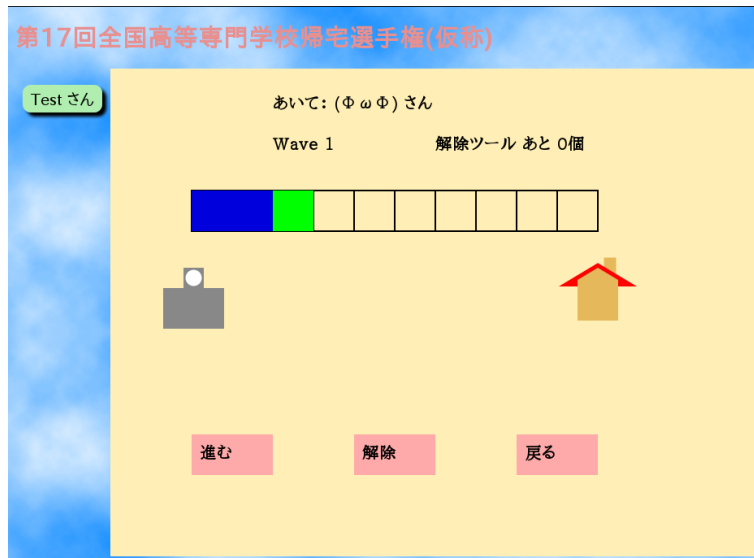 第17回全国高等専門学校帰宅選手権(仮称)
Test さん
あいて: (ΦωΦ) さん
Wave 1 解除ツール あと 0個
進む 解除 戻る